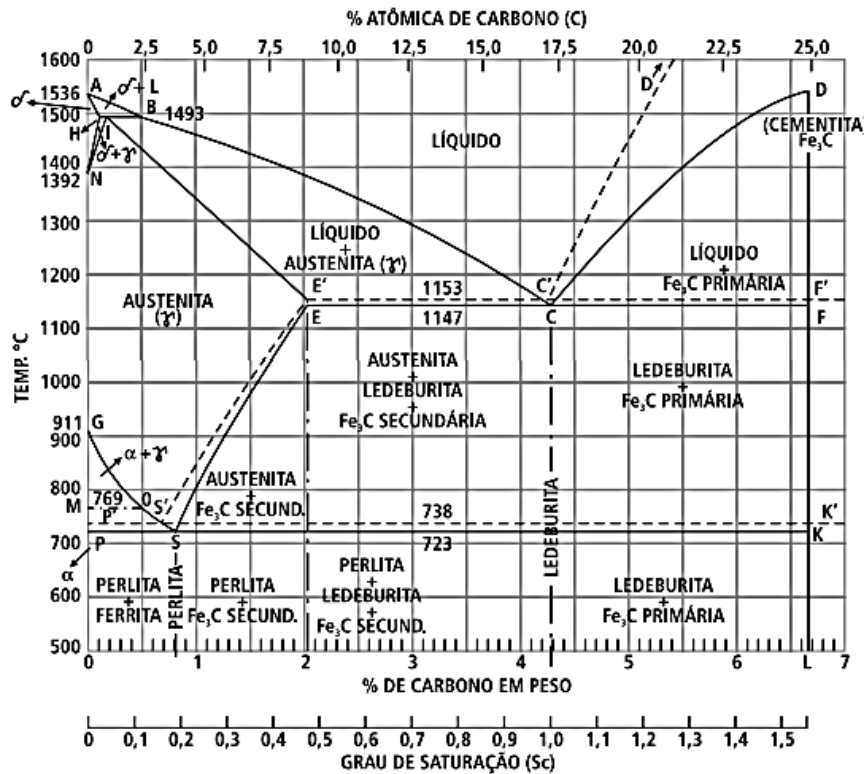 % ATÔMICA DE CARBONO (C)
0 2,5 5,0 7,5 10,0 12,5 15,0 17,5 20,0 22,5 25,0
TEMP. °C
1600
1536
1500
1400
1392
1300
1200
1100
1000
911
900
800
700
600
500
A
δ + L
B
1493
δ
H
I
δ+γ
N
D
D
LÍQUIDO
(CEMENTITA)
Fe₃C
LÍQUIDO
+
AUSTENITA (γ)
LÍQUIDO
+
Fe₃C PRIMÁRIA
AUSTENITA
(γ)
E'
1153
C'
F'
E
1147
C
F
AUSTENITA
+
LEDEBURITA
+
Fe₃C SECUNDÁRIA
LEDEBURITA
+
Fe₃C PRIMÁRIA
G
α + γ
AUSTENITA
+
Fe₃C SECUND.
M
769
O
S'
P'
738
K'
P
S
723
K
α
PERLITA
+
FERRITA
PERLITA
PERLITA
+
Fe₃C SECUND.
PERLITA
+
LEDEBURITA
+
Fe₃C SECUND.
LEDEBURITA
LEDEBURITA
+
Fe₃C PRIMÁRIA
0 1 2 3 4 5 6 L 7
% DE CARBONO EM PESO
0 0,1 0,2 0,3 0,4 0,5 0,6 0,7 0,8 0,9 1,0 1,1 1,2 1,3 1,4 1,5
GRAU DE SATURAÇÃO (Sc)